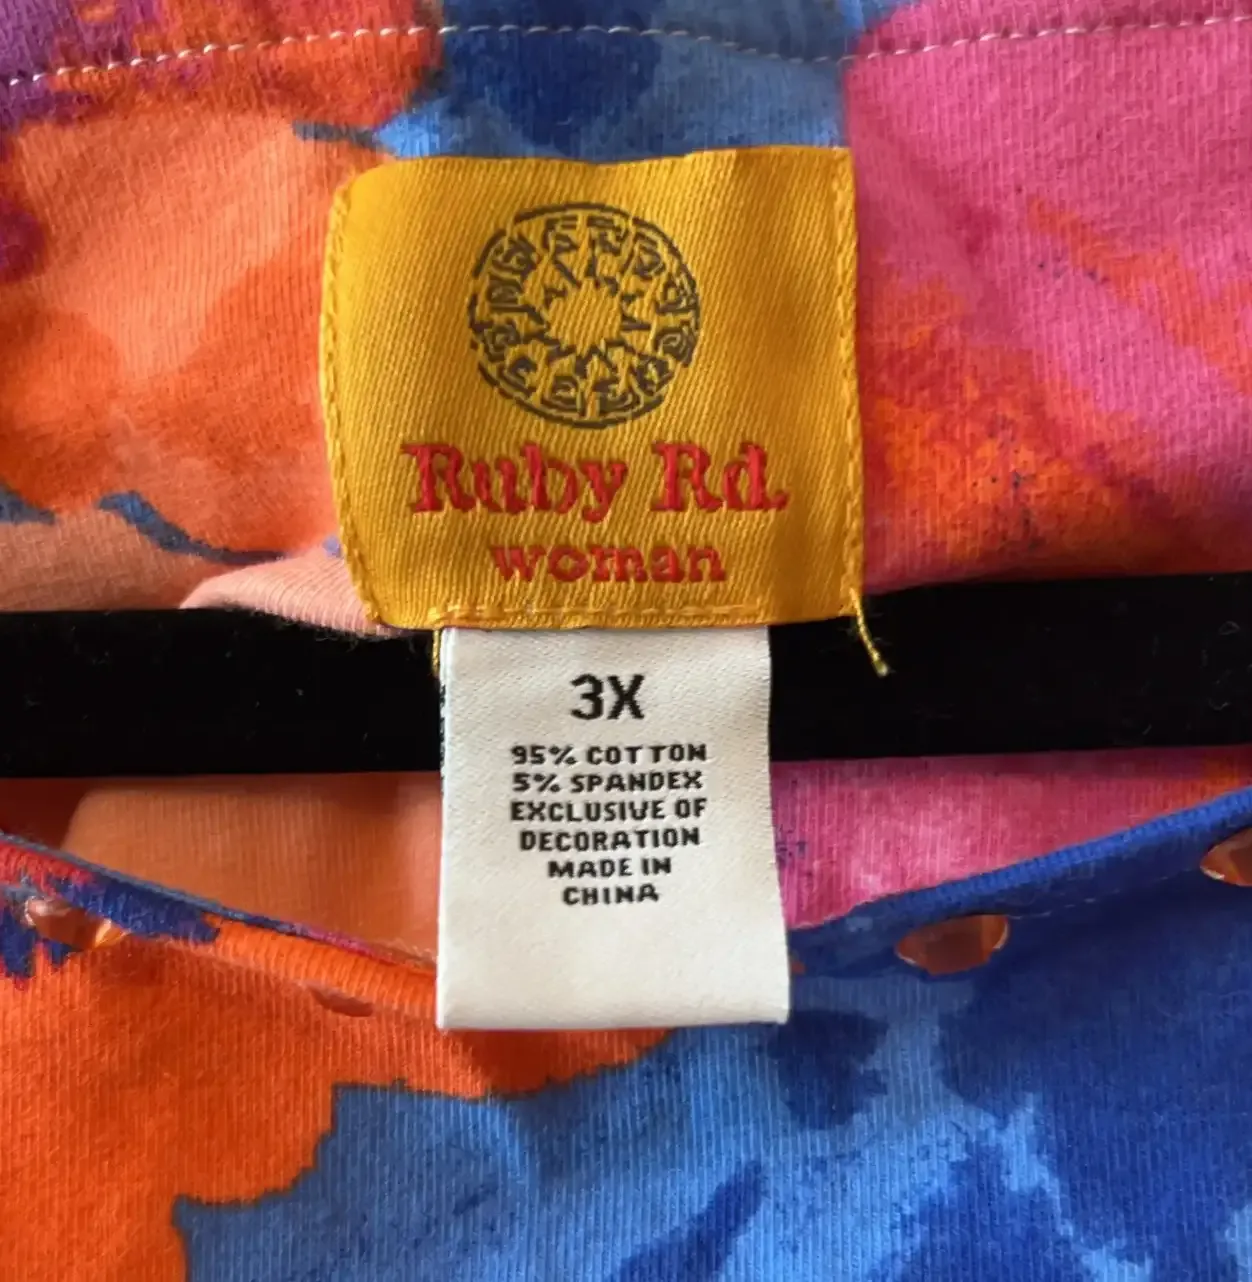 Ruby Rd.
woman
3X
95% COTTON
5% SPANDEX
EXCLUSIVE OF
DECORATION
MADE IN
CHINA